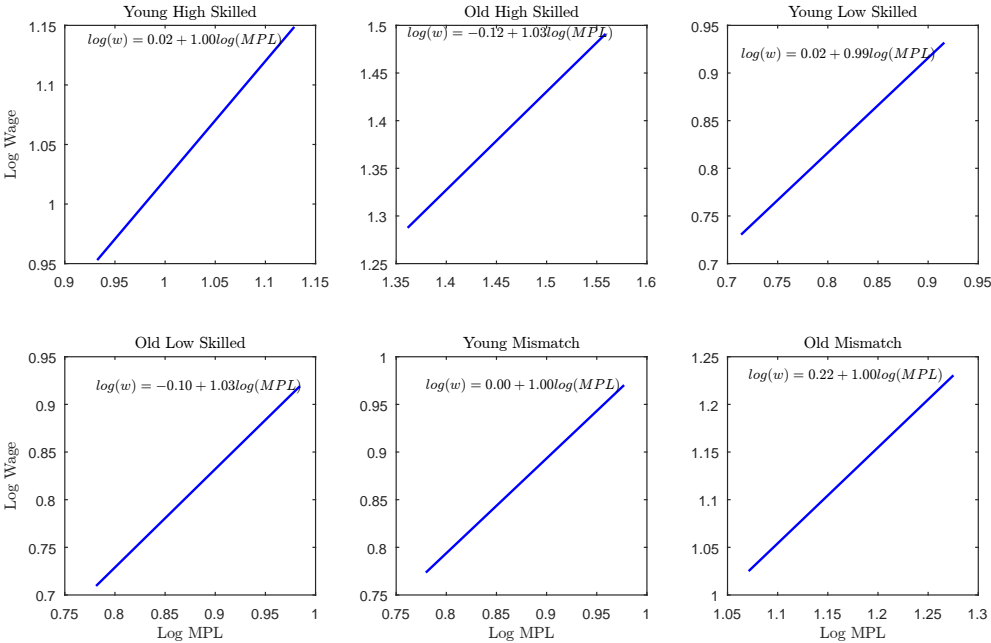 Young High Skilled
Old High Skilled
Young Low Skilled
1.15
1.1
1.05
1
0.95
log(w) = 0.02 + 1.00log(MPL)
Log Wage
0.9 0.95 1 1.05 1.1 1.15
1.5
1.45
1.4
1.35
1.3
1.25
log(w) = −0.12 + 1.03log(MPL)
1.35 1.4 1.45 1.5 1.55 1.6
0.95
0.9
0.85
0.8
0.75
0.7
log(w) = 0.02 + 0.99log(MPL)
0.7 0.75 0.8 0.85 0.9 0.95
Old Low Skilled
Young Mismatch
Old Mismatch
0.95
0.9
0.85
0.8
0.75
0.7
log(w) = −0.10 + 1.03log(MPL)
Log Wage
0.75 0.8 0.85 0.9 0.95 1
Log MPL
1
0.95
0.9
0.85
0.8
0.75
log(w) = 0.00 + 1.00log(MPL)
0.75 0.8 0.85 0.9 0.95 1
Log MPL
1.25
1.2
1.15
1.1
1.05
1
log(w) = 0.22 + 1.00log(MPL)
1.05 1.1 1.15 1.2 1.25 1.3
Log MPL